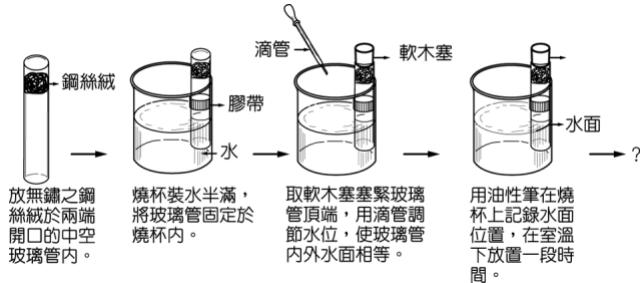 鋼絲絨
放無鏽之鋼
絲絨於兩端
開口的中空
玻璃管內。
膠帶
水
燒杯裝水半滿，
將玻璃管固定於
燒杯內。
滴管
軟木塞
取軟木塞塞緊玻璃
管頂端，用滴管調
節水位，使玻璃管
內外水面相等。
水面
?
用油性筆在燒
杯上記錄水面
位置，在室溫
下放置一段時
間。